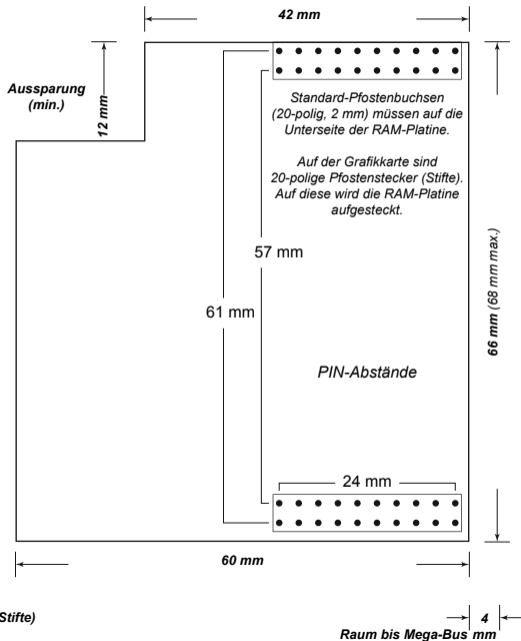 42 mm
Aussparung
(min.)
12 mm
Standard-Pfostenbuchsen
(20-polig, 2 mm) müssen auf die
Unterseite der RAM-Platine.
Auf der Grafikkarte sind
20-polige Pfostenstecker (Stifte).
Auf diese wird die RAM-Platine
aufgesteckt.
57 mm
61 mm
66 mm (68 mm max.)
PIN-Abstände
24 mm
60 mm
Stifte)
4
Raum bis Mega-Bus mm